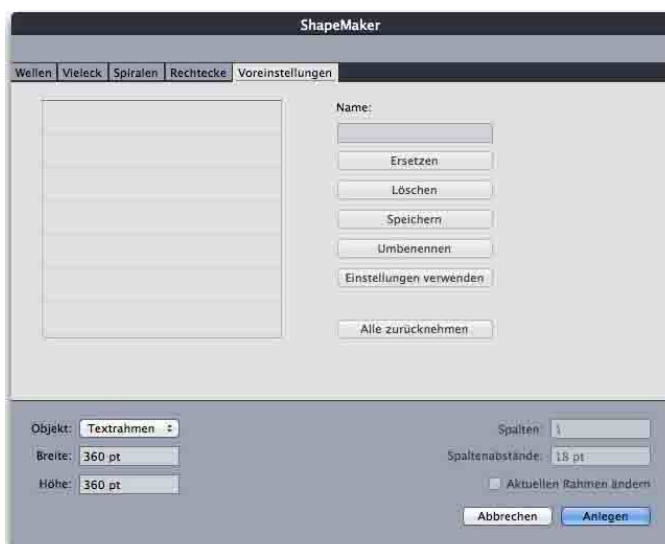 ShapeMaker
Wellen Vieleck Spiralen Rechtecke Voreinstellungen
Name:
Ersetzen
Löschen
Speichern
Umbenennen
Einstellungen verwenden
Alle zurücknehmen
Objekt: Textrahmen
Breite: 360 pt
Höhe: 360 pt
Spalten: 1
Spaltenabstände: 18 pt
Aktuellen Rahmen ändern
Abbrechen
Anlegen